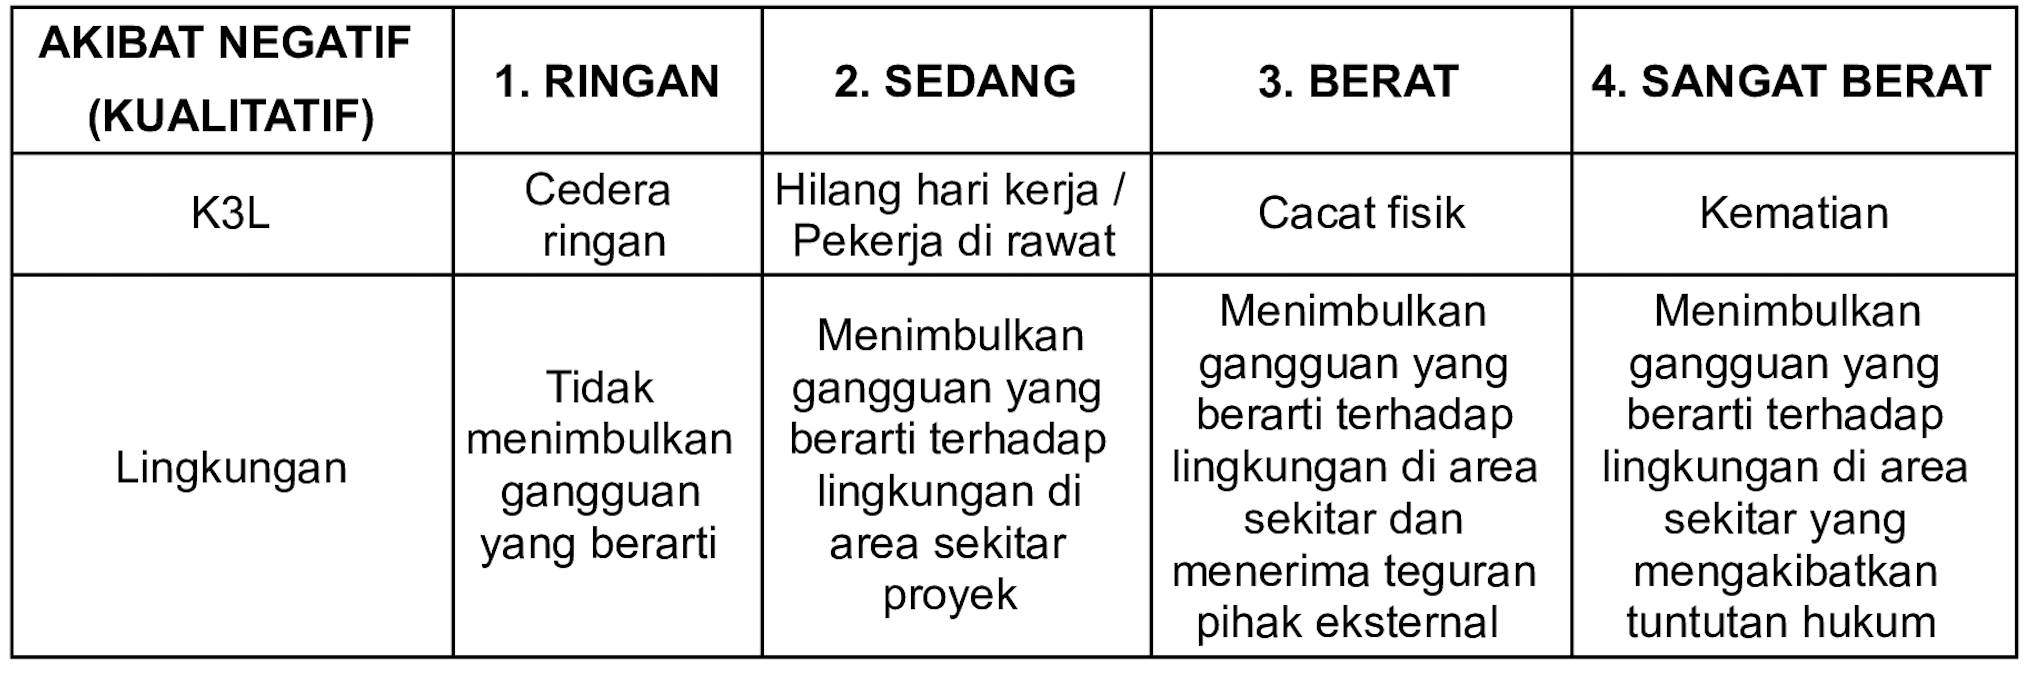 AKIBAT NEGATIF
(KUALITATIF)
1. RINGAN
2. SEDANG
3. BERAT
4. SANGAT BERAT
K3L
Cedera
ringan
Hilang hari kerja /
Pekerja di rawat
Cacat fisik
Kematian
Lingkungan
Tidak
menimbulkan
gangguan
yang berarti
Menimbulkan
gangguan yang
berarti terhadap
lingkungan di
area sekitar
proyek
Menimbulkan
gangguan yang
berarti terhadap
lingkungan di area
sekitar dan
menerima teguran
pihak eksternal
Menimbulkan
gangguan yang
berarti terhadap
lingkungan di area
sekitar yang
mengakibatkan
tuntutan hukum